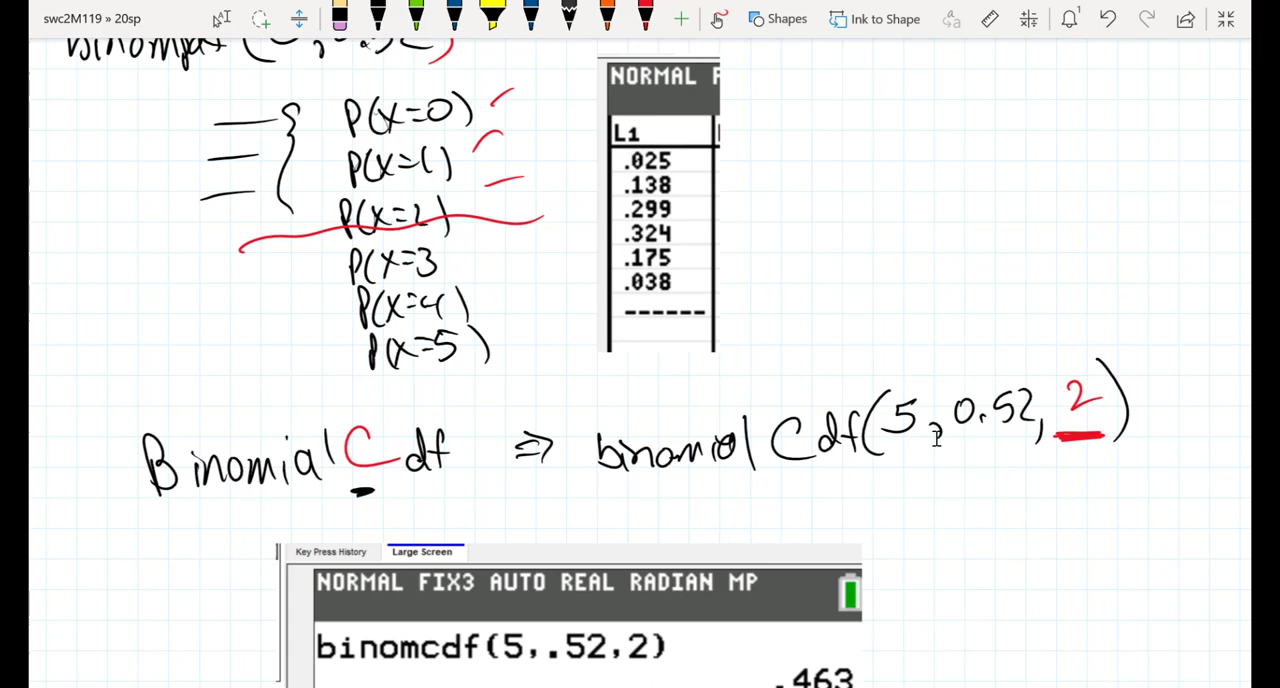 swc2M119 » 20sp
Shapes
Ink to Shape
P(x=0)
P(x=1)
P(x=2)
P(x=3
P(x=4)
P(x=5)
NORMAL F
L1
.025
.138
.299
.324
.175
.038
------
Binomial Cdf ⇒ binomial Cdf(5, 0.52, 2)
Key Press History Large Screen
NORMAL FIX3 AUTO REAL RADIAN MP
binomcdf(5,.52,2)
.463